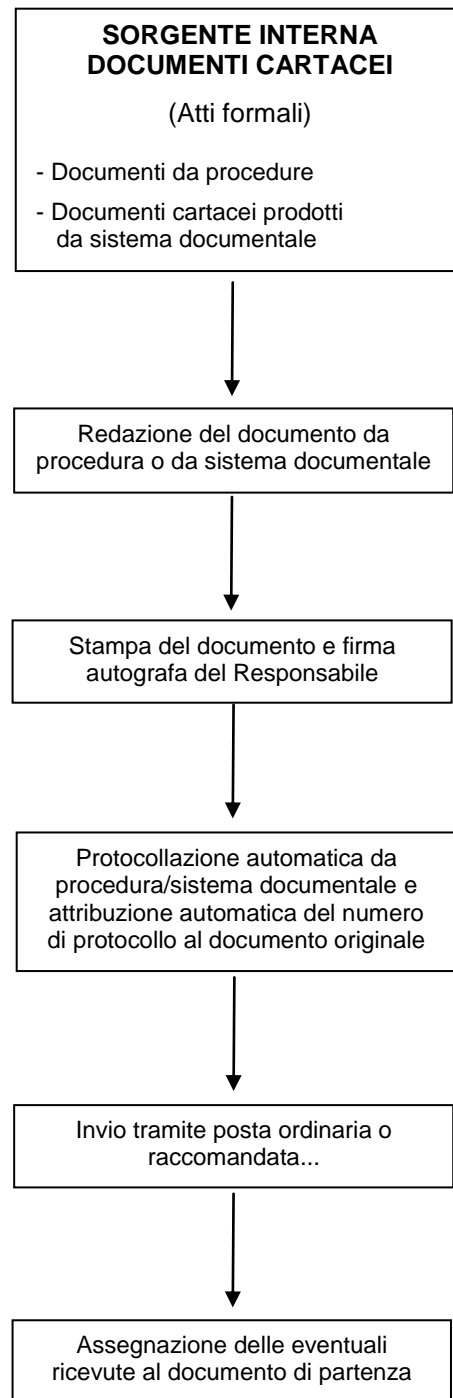 SORGENTE INTERNA
DOCUMENTI CARTACEI
(Atti formali)
- Documenti da procedure
- Documenti cartacei prodotti
da sistema documentale
Redazione del documento da
procedura o da sistema documentale
Stampa del documento e firma
autografa del Responsabile
Protocollazione automatica da
procedura/sistema documentale e
attribuzione automatica del numero
di protocollo al documento originale
Invio tramite posta ordinaria o
raccomandata...
Assegnazione delle eventuali
ricevute al documento di partenza